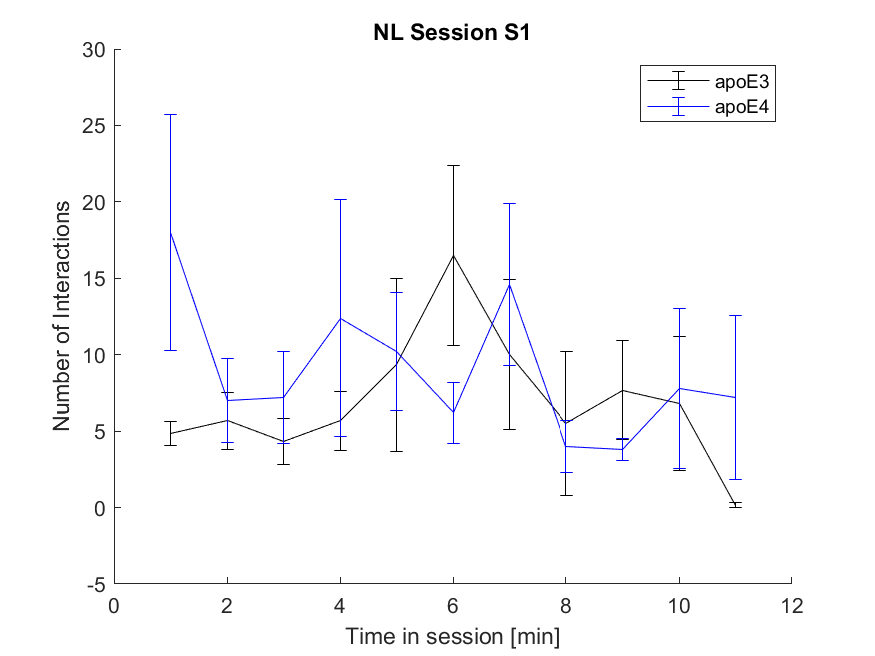 NL Session S1
apoE3
apoE4
Number of Interactions
30
25
20
15
10
5
0
-5
0 2 4 6 8 10 12
Time in session [min]